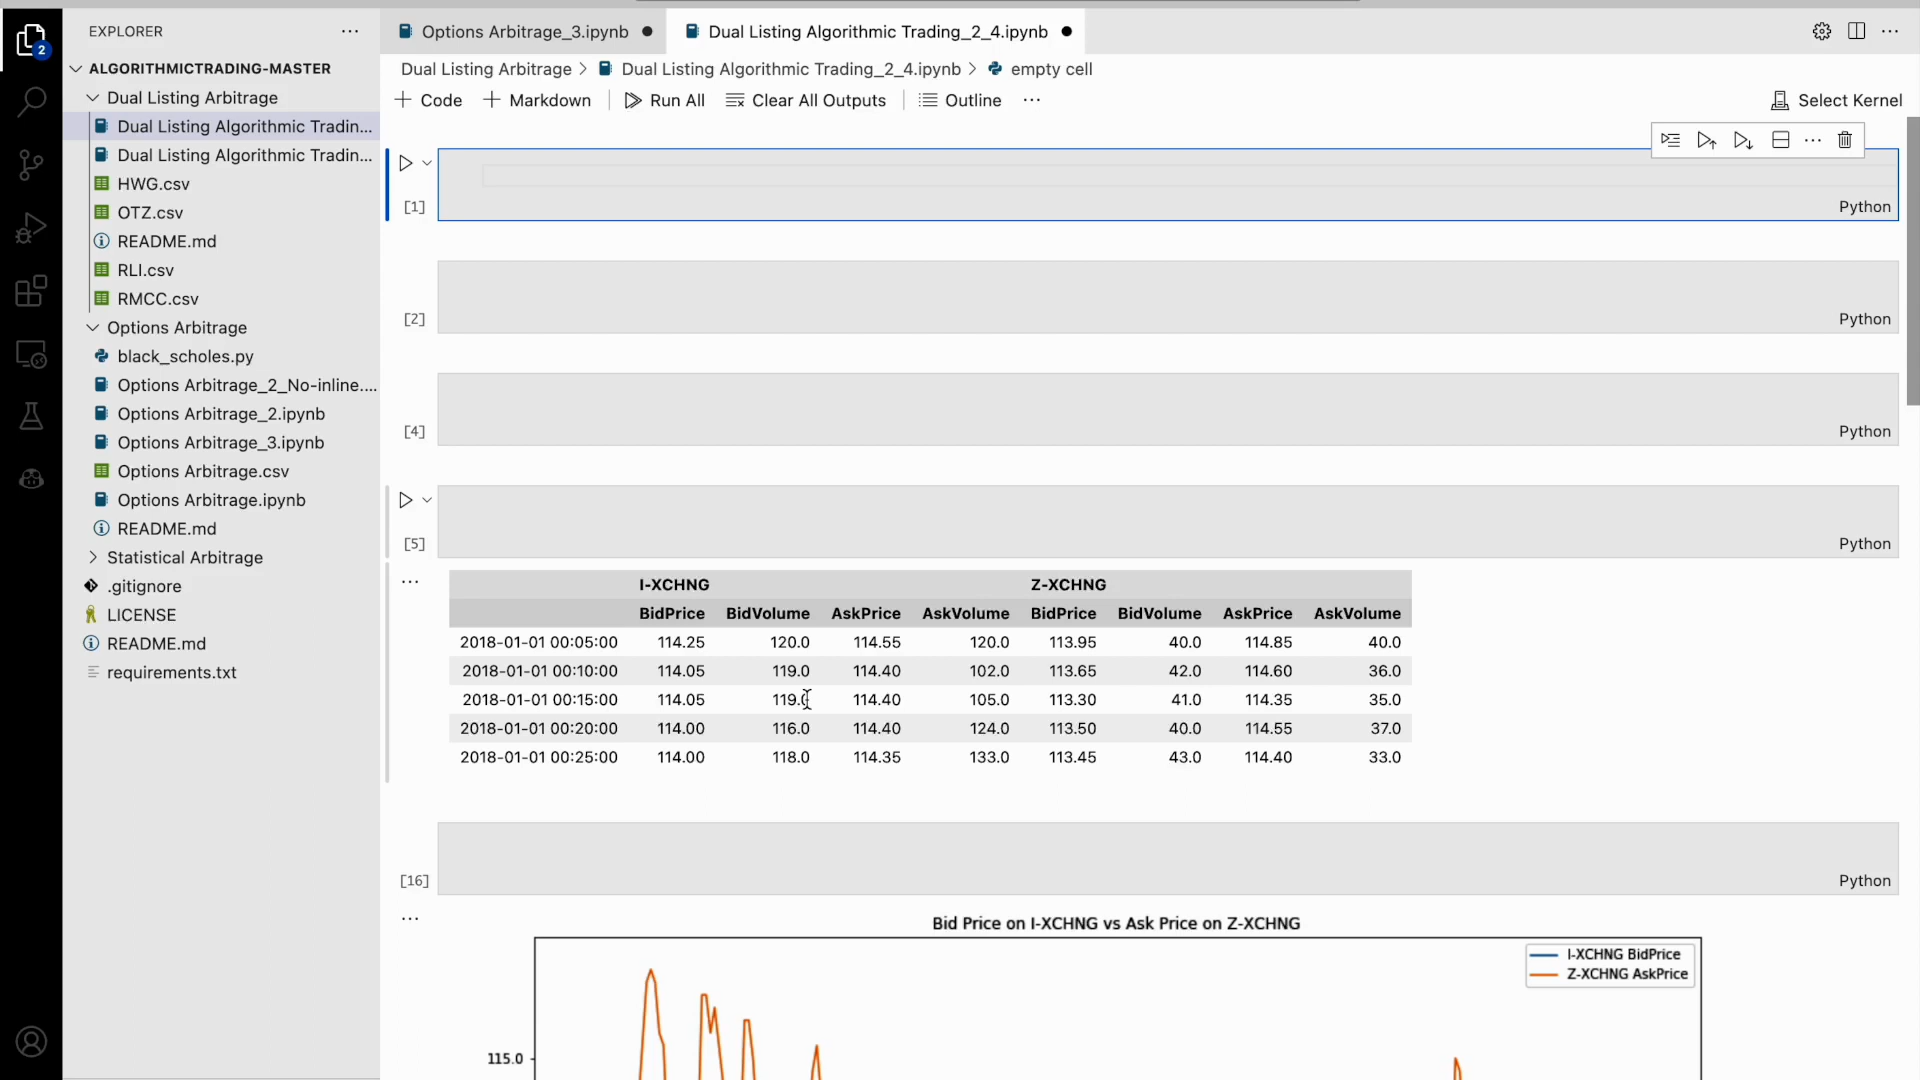 EXPLORER
Options Arbitrage_3.ipynb
Dual Listing Algorithmic Trading_2_4.ipynb
2
ALGORITHMICTRADING-MASTER
Dual Listing Arbitrage
Dual Listing Algorithmic Tradin...
Dual Listing Algorithmic Tradin...
HWG.csv
OTZ.csv
README.md
RLI.csv
RMCC.csv
Options Arbitrage
black_scholes.py
Options Arbitrage_2_No-inline....
Options Arbitrage_2.ipynb
Options Arbitrage_3.ipynb
Options Arbitrage.csv
Options Arbitrage.ipynb
README.md
Statistical Arbitrage
.gitignore
LICENSE
README.md
requirements.txt
Dual Listing Arbitrage > Dual Listing Algorithmic Trading_2_4.ipynb > empty cell
+ Code + Markdown Run All Clear All Outputs Outline ... Select Kernel
[1] Python
[2] Python
[4] Python
[5] Python
I-XCHNG Z-XCHNG
BidPrice BidVolume AskPrice AskVolume BidPrice BidVolume AskPrice AskVolume
2018-01-01 00:05:00 114.25 120.0 114.55 120.0 113.95 40.0 114.85 40.0
2018-01-01 00:10:00 114.05 119.0 114.40 102.0 113.65 42.0 114.60 36.0
2018-01-01 00:15:00 114.05 119.0 114.40 105.0 113.30 41.0 114.35 35.0
2018-01-01 00:20:00 114.00 116.0 114.40 124.0 113.50 40.0 114.55 37.0
2018-01-01 00:25:00 114.00 118.0 114.35 133.0 113.45 43.0 114.40 33.0
[16] Python
Bid Price on I-XCHNG vs Ask Price on Z-XCHNG
I-XCHNG BidPrice
Z-XCHNG AskPrice
115.0